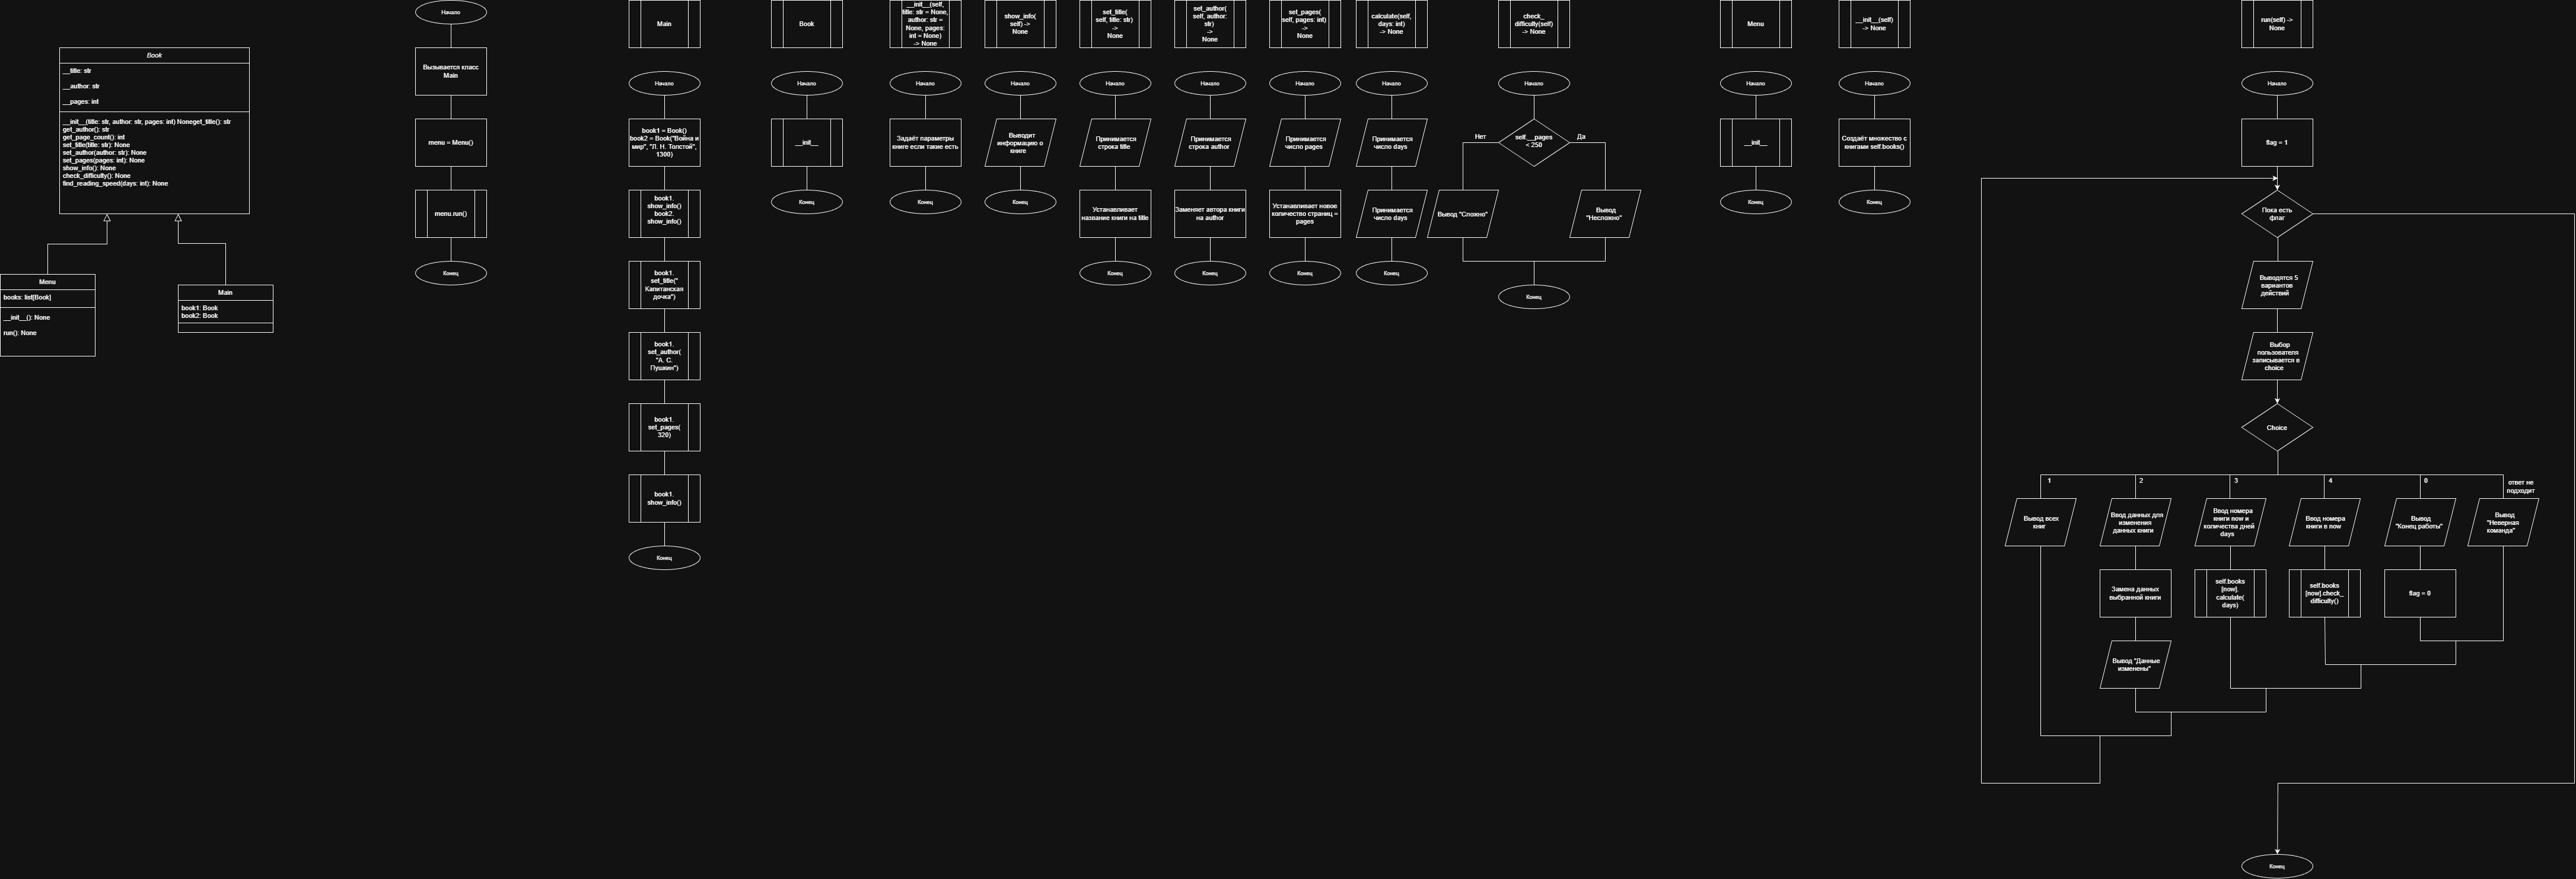 Book
__title: str
__author: str
__pages: int
__init__(title: str, author: str, pages: int) Noneget_title(): str
get_author(): str
get_page_count(): int
set_title(title: str): None
set_author(author: str): None
set_pages(pages: int): None
show_info(): None
check_difficulty(): None
find_reading_speed(days: int): None
Menu
books: list[Book]
__init__(): None
run(): None
Main
book1: Book
book2: Book
Начало
Вызывается класс
Main
menu = Menu()
menu.run()
Конец
Main
Начало
book1 = Book()
book2 = Book("Война и
мир", "Л. Н. Толстой",
1300)
book1.
show_info()
book2.
show_info()
book1.
set_title("
Капитанская
дочка")
book1.
set_author(
"А. С.
Пушкин")
book1.
set_pages(
320)
book1.
show_info()
Конец
Book
Начало
__init__
Конец
__init__(self,
title: str = None,
author: str =
None, pages:
int = None)
-> None
Начало
Задаёт параметры
книге если такие есть
Конец
show_info(
self) ->
None
Начало
Выводит
информацию о
книге
Конец
set_title(
self, title: str)
->
None
Начало
Принимается
строка title
Устанавливает
название книги на title
Конец
set_author(
self, author:
str)
->
None
Начало
Принимается
строка author
Заменяет автора книги
на author
Конец
set_pages(
self, pages: int)
->
None
Начало
Принимается
число pages
Устанавливает новое
количество страниц =
pages
Конец
calculate(self,
days: int)
-> None
Начало
Принимается
число days
Принимается
число days
Конец
check_
difficulty(self)
-> None
Начало
self.__pages
< 250
Нет
Да
Вывод "Сложно"
Вывод
"Несложно"
Конец
Menu
Начало
__init__
Конец
__init__(self)
-> None
Начало
Создаёт множество с
книгами self.books()
Конец
run(self) ->
None
Начало
flag = 1
Пока есть
флаг
Выводятся 5
вариантов
действий
Выбор
пользователя
записывается в
choice
Choice
1
2
3
4
0
ответ не
подходит
Вывод всех
книг
Ввод данных для
изменения
данных книги
Замена данных
выбранной книги
Вывод "Данные
изменены"
Ввод номера
книги now и
количества дней
days
self.books
[now].
calculate(
days)
Ввод номера
книги в now
self.books
[now].check_
difficulty()
Вывод
"Конец работы"
flag = 0
Вывод
"Неверная
команда"
Конец